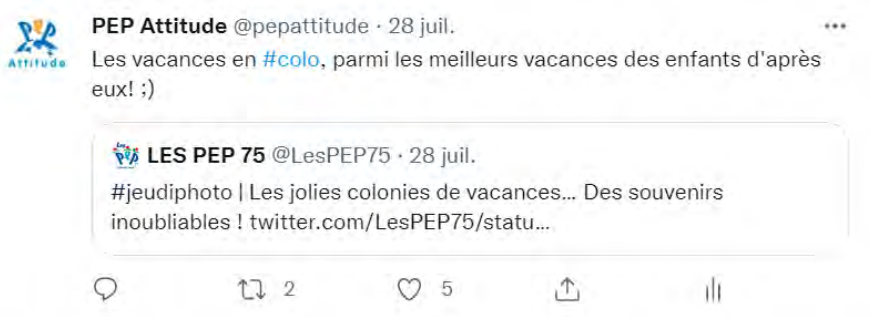 PEP Attitude @pepattitude · 28 juil.
Les vacances en #colo, parmi les meilleurs vacances des enfants d'après
eux! ;)
Attitude
LES PEP 75 @LesPEP75 · 28 juil.
#jeudiphoto | Les jolies colonies de vacances... Des souvenirs
inoubliables ! twitter.com/LesPEP75/statu...
2 5